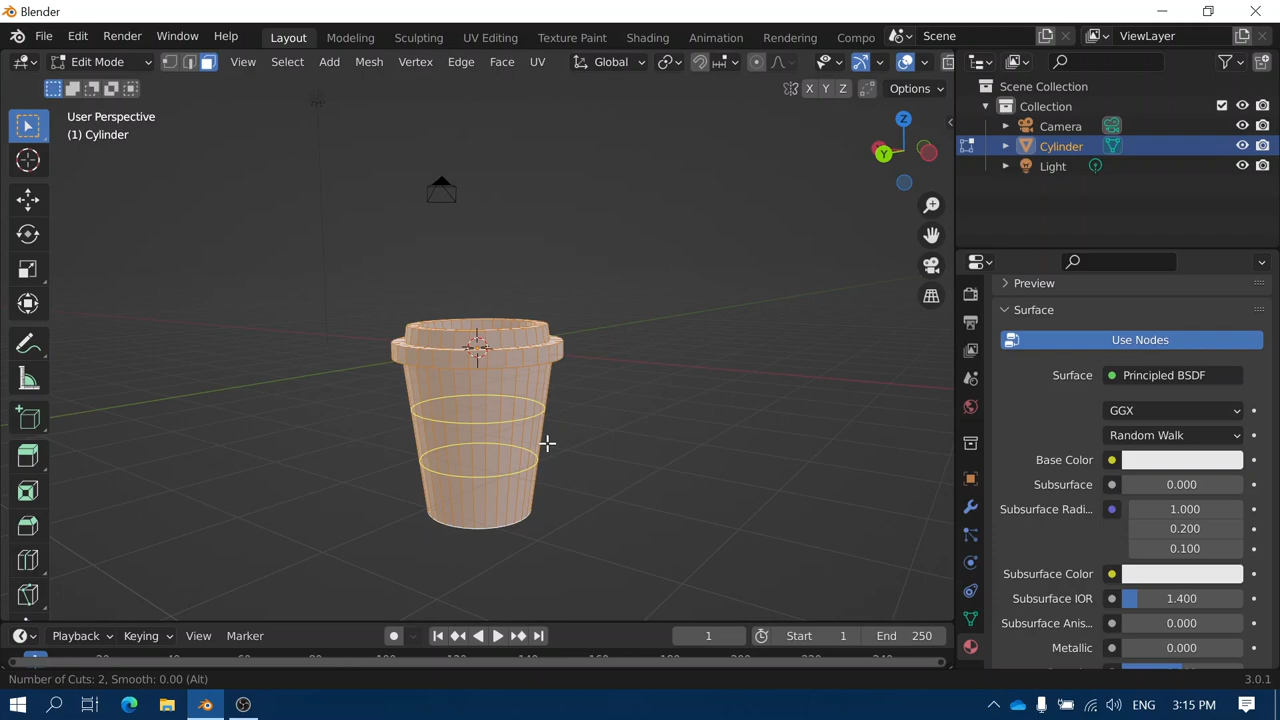 Blender
File Edit Render Window Help Layout Modeling Sculpting UV Editing Texture Paint Shading Animation Rendering Compo Scene ViewLayer
Edit Mode View Select Add Mesh Vertex Edge Face UV Global
X Y Z Options
User Perspective
(1) Cylinder
Z
Y
Scene Collection
Collection
Camera
Cylinder
Light
Preview
Surface
Use Nodes
Surface Principled BSDF
GGX
Random Walk
Base Color
Subsurface 0.000
Subsurface Radi... 1.000
0.200
0.100
Subsurface Color
Subsurface IOR 1.400
Subsurface Anis... 0.000
Metallic 0.000
Playback Keying View Marker 1 Start 1 End 250
Number of Cuts: 2, Smooth: 0.00 (Alt) 3.0.1
ENG 3:15 PM